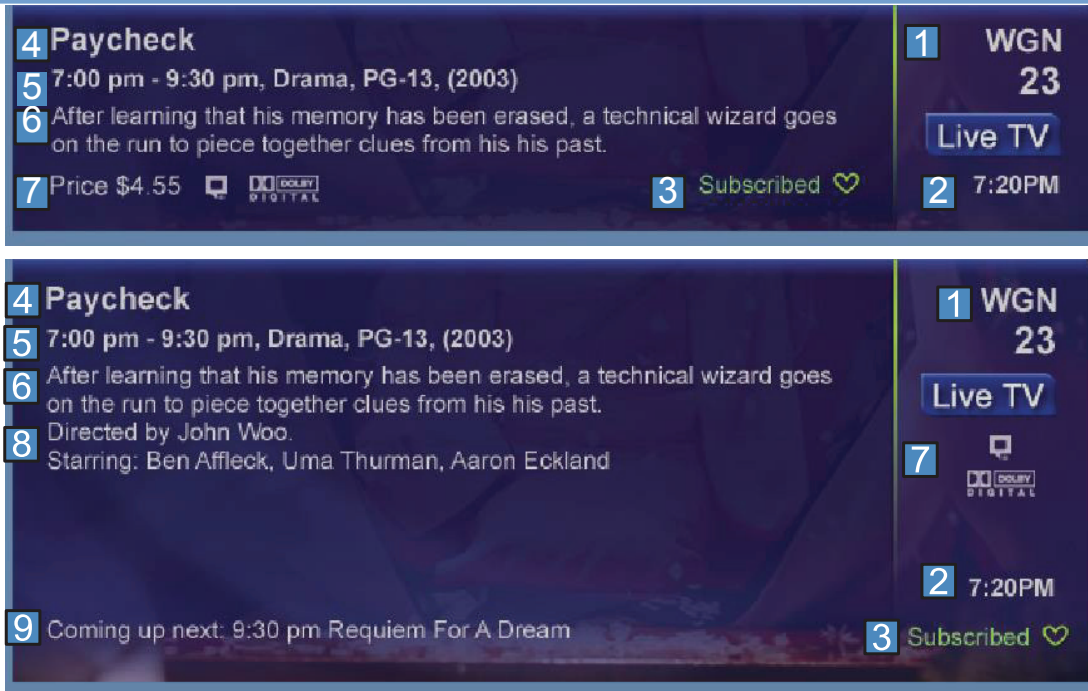 4 Paycheck
1 WGN
23
5 7:00 pm - 9:30 pm, Drama, PG-13, (2003)
6 After learning that his memory has been erased, a technical wizard goes
on the run to piece together clues from his his past.
Live TV
7 Price $4.55 DOLBY DIGITAL
3 Subscribed
2 7:20PM
4 Paycheck
1 WGN
23
5 7:00 pm - 9:30 pm, Drama, PG-13, (2003)
6 After learning that his memory has been erased, a technical wizard goes
on the run to piece together clues from his his past.
Live TV
8 Directed by John Woo.
Starring: Ben Affleck, Uma Thurman, Aaron Eckland
7 DOLBY
DIGITAL
2 7:20PM
9 Coming up next: 9:30 pm Requiem For A Dream
3 Subscribed